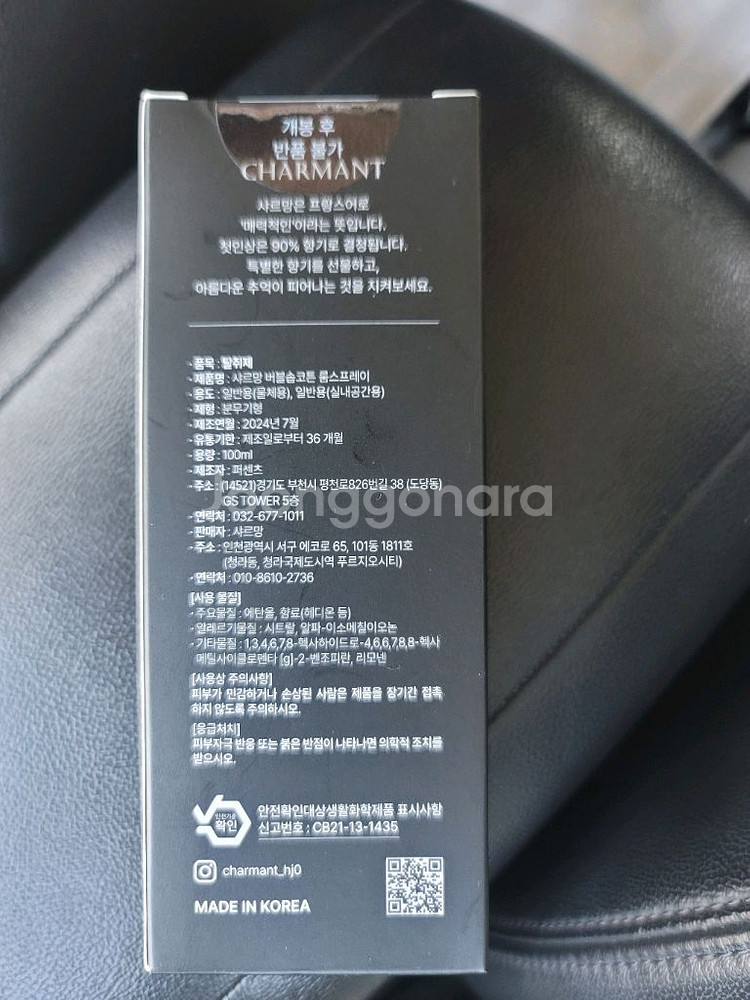 개봉 후
반품 불가
CHARMANT
샤르망은 프랑스어로
'매력적인'이라는 뜻입니다.
첫인상은 90% 향기로 결정됩니다.
특별한 향기를 선물하고,
아름다운 추억이 피어나는 것을 지켜보세요.
- 품목 : 탈취제
- 제품명 : 샤르망 버블솝코튼 룸스프레이
- 용도 : 일반용(물체용), 일반용(실내공간용)
- 제형 : 분무기형
- 제조연월 : 2024년 7월
- 유통기한 : 제조일로부터 36 개월
- 용량 : 100ml
- 제조자 : 퍼센츠
- 주소 : (14521)경기도 부천시 평천로826번길 38 (도당동)
GS TOWER 5층
- 연락처 : 032-677-1011
- 판매자 : 샤르망
- 주소 : 인천광역시 서구 에코로 65, 101동 1811호
(청라동, 청라국제도시역 푸르지오시티)
- 연락처 : 010-8610-2736
[사용 물질]
· 주요물질 : 에탄올, 향료(헤디온 등)
· 알레르기물질 : 시트랄, 알파-이소메칠이오논
· 기타물질 : 1,3,4,6,7,8-헥사하이드로-4,6,6,7,8,8-헥사
메틸사이클로펜타 [g]-2-벤조피란, 리모넨
[사용상 주의사항]
피부가 민감하거나 손상된 사람은 제품을 장기간 접촉
하지 않도록 주의하시오.
[응급처치]
피부자극 반응 또는 붉은 반점이 나타나면 의학적 조치를
받으시오.
안전기준
확인
안전확인대상생활화학제품 표시사항
신고번호 : CB21-13-1435
charmant_hj0
MADE IN KOREA